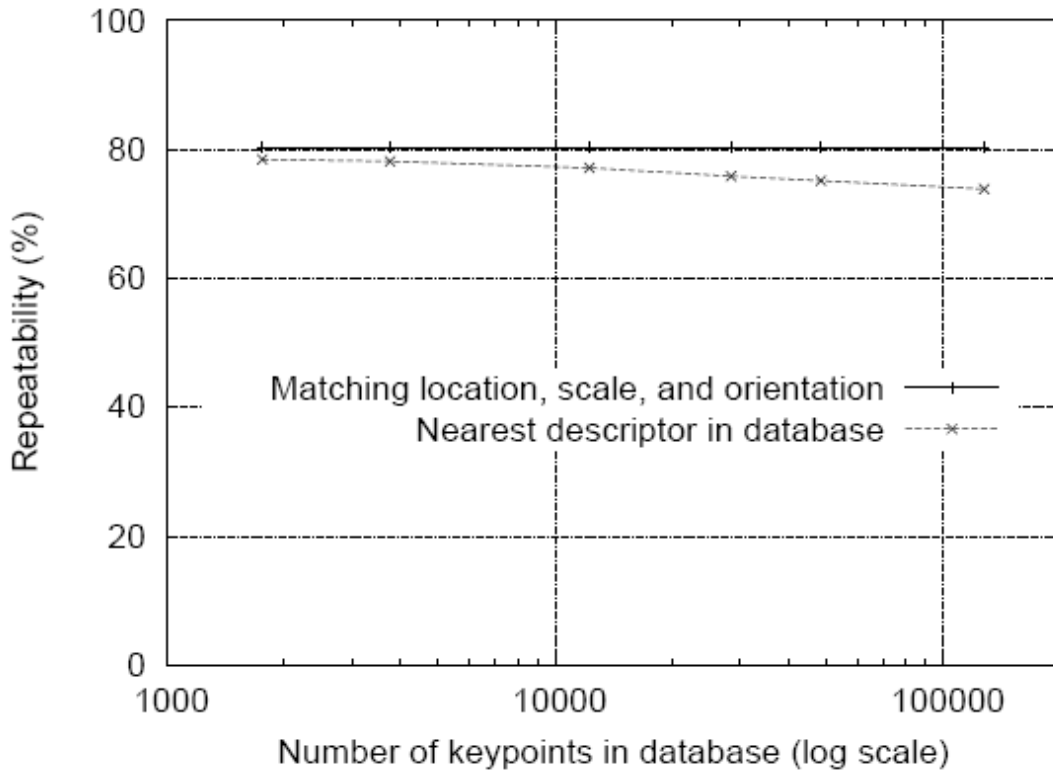 100
80
60
40
20
0
Repeatability (%)
Matching location, scale, and orientation
Nearest descriptor in database
1000 10000 100000
Number of keypoints in database (log scale)